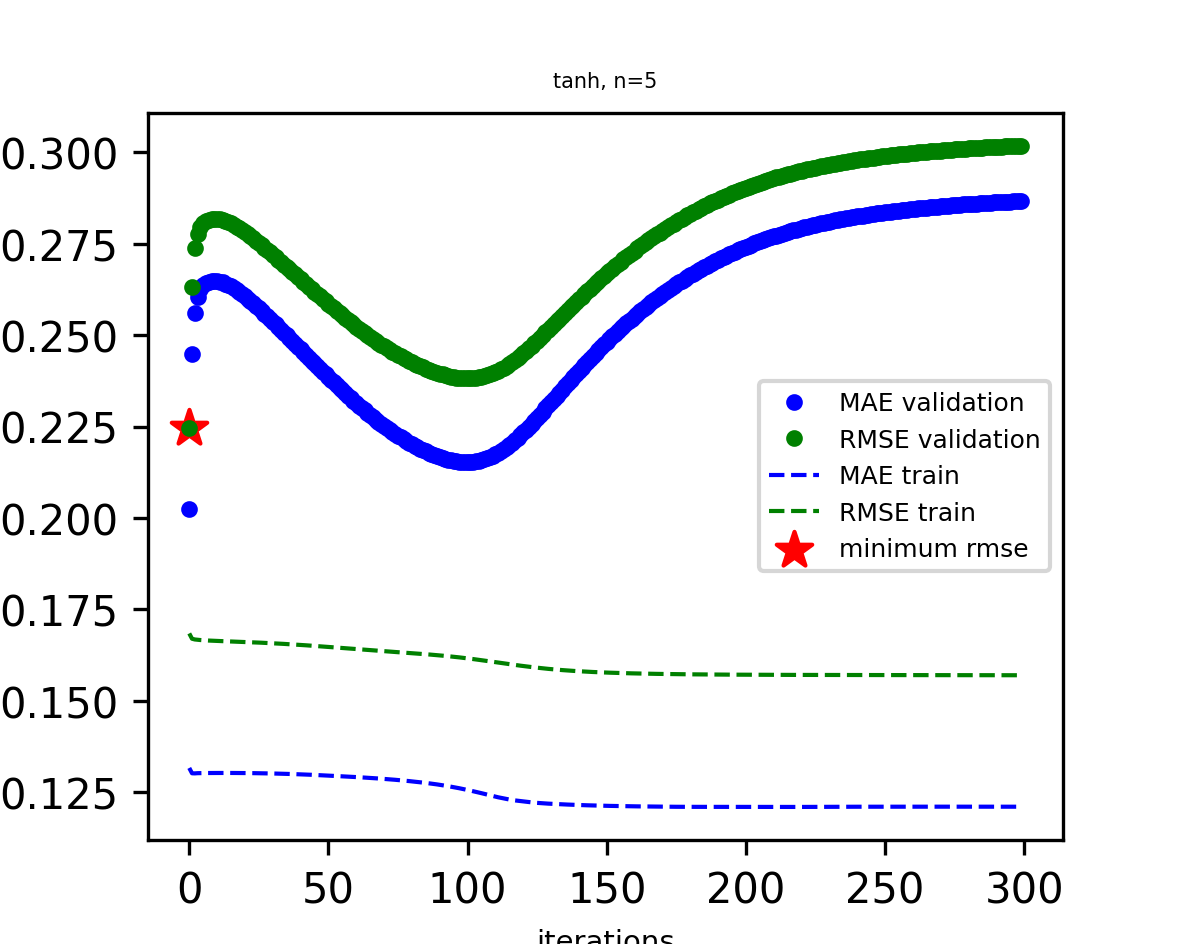 tanh, n=5
0.300
0.275
0.250
0.225
0.200
0.175
0.150
0.125
MAE validation
RMSE validation
MAE train
RMSE train
minimum rmse
0 50 100 150 200 250 300
iterations